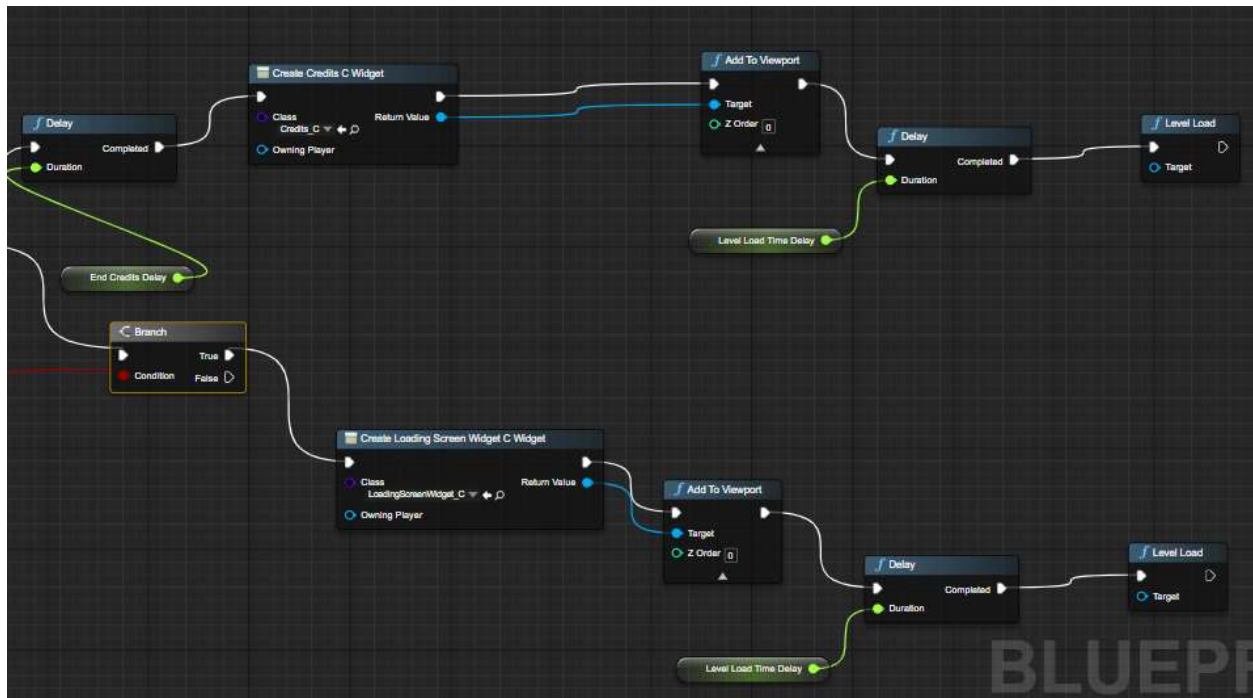 Delay
Completed
Duration
End Credits Delay
Create Credits C Widget
Class
Credits_C
Return Value
Owning Player
Add To Viewport
Target
Z Order 0
Delay
Completed
Duration
Level Load Time Delay
Level Load
Target
Branch
True
Condition
False
Create Loading Screen Widget C Widget
Class
LoadingScreenWidget_C
Return Value
Owning Player
Add To Viewport
Target
Z Order 0
Delay
Completed
Duration
Level Load Time Delay
Level Load
Target
BLUEP